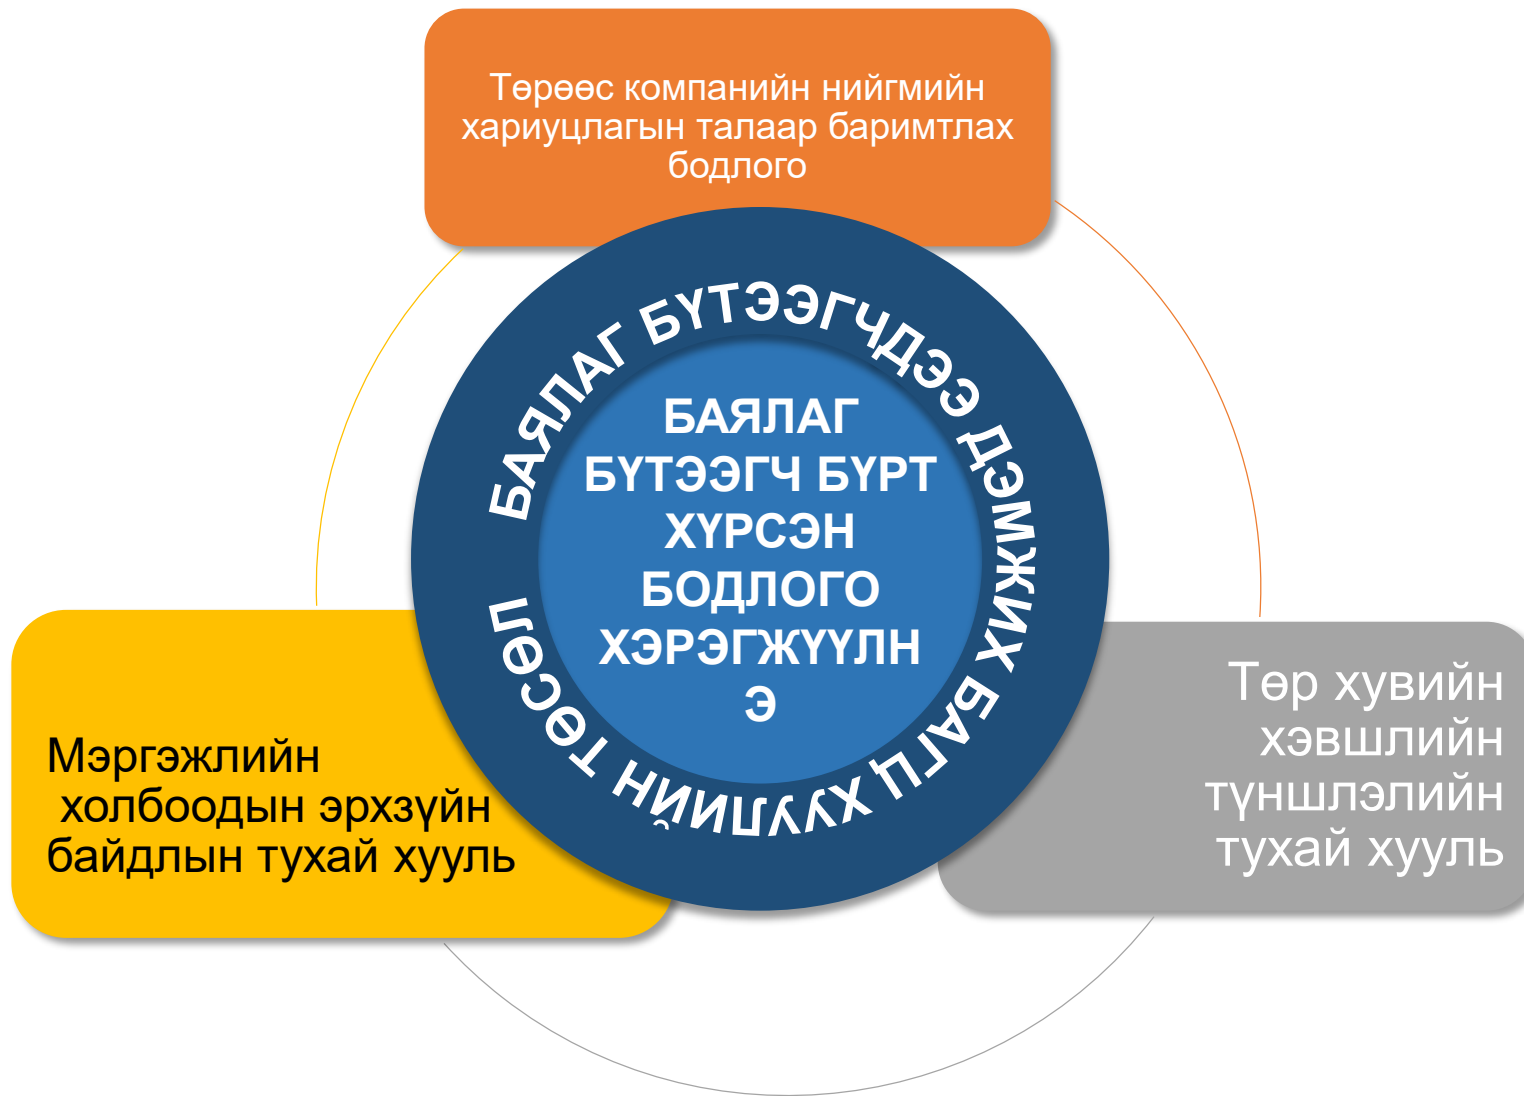 Төрөөс компанийн нийгмийн
хариуцлагын талаар баримтлах
бодлого
БАЯЛАГ БҮТЭЭГЧДЭЭ ДЭМЖИХ БАГЦ ХУУЛИЙН ТӨСӨЛ
БАЯЛАГ
БҮТЭЭГЧ БҮРТ
ХҮРСЭН
БОДЛОГО
ХЭРЭГЖҮҮЛН
Э
Мэргэжлийн
холбоодын эрхзүйн
байдлын тухай хууль
Төр хувийн
хэвшлийн
түншлэлийн
тухай хууль